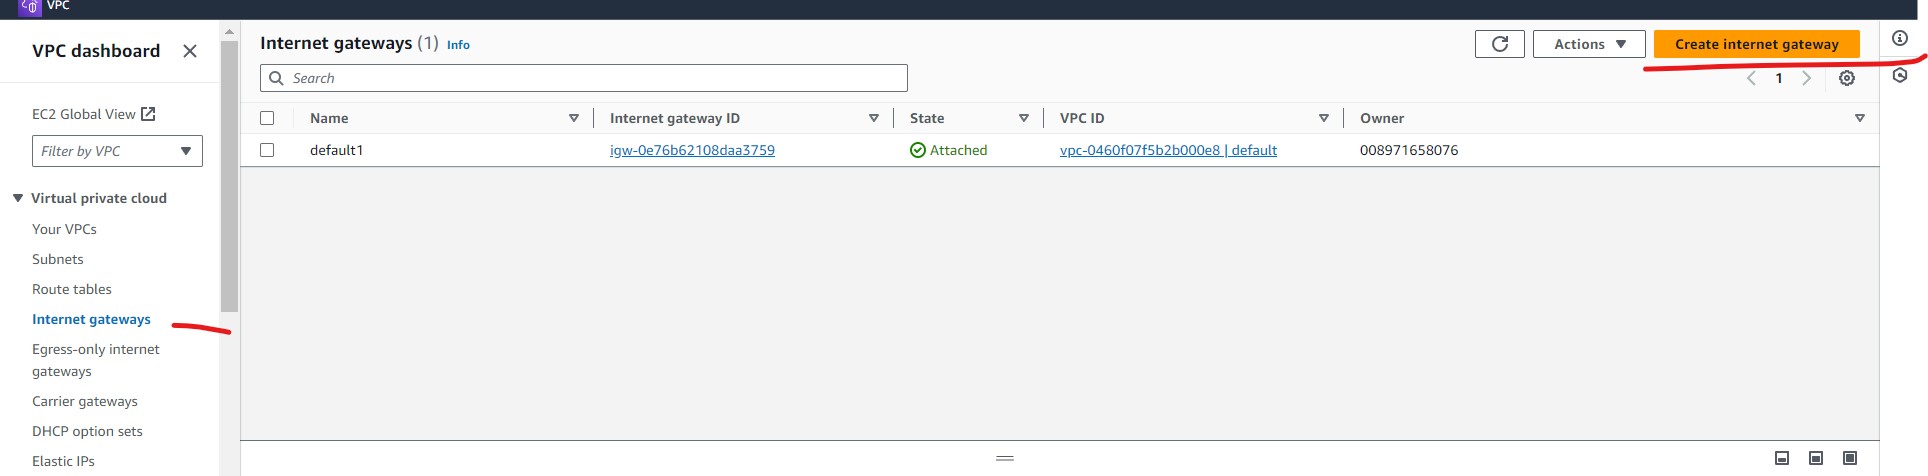 VPC
VPC dashboard
EC2 Global View
Filter by VPC
Virtual private cloud
Your VPCs
Subnets
Route tables
Internet gateways
Egress-only internet
gateways
Carrier gateways
DHCP option sets
Elastic IPs
Internet gateways (1) Info
Actions
Create internet gateway
Search
1
Name Internet gateway ID State VPC ID Owner
default1 igw-0e76b62108daa3759 Attached vpc-0460f07f5b2b000e8 | default 008971658076